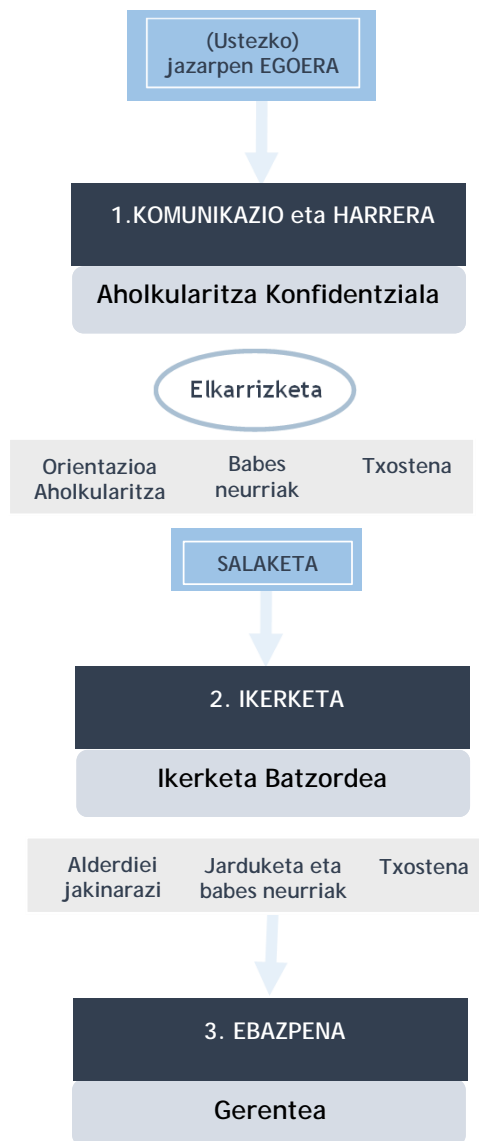 (Ustezko)
jazarpen EGOERA
1.KOMUNIKAZIO eta HARRERA
Aholkularitza Konfidentziala
Elkarrizketa
Orientazioa
Aholkularitza
Babes
neurriak
Txostena
SALAKETA
2. IKERKETA
Ikerketa Batzordea
Alderdiei
jakinarazi
Jarduketa eta
babes neurriak
Txostena
3. EBAZPENA
Gerentea